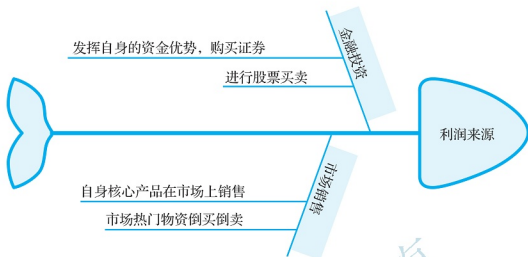 发挥自身的资金优势，购买证券
进行股票买卖
金融投资
利润来源
自身核心产品在市场上销售
市场热门物资倒买倒卖
市场销售